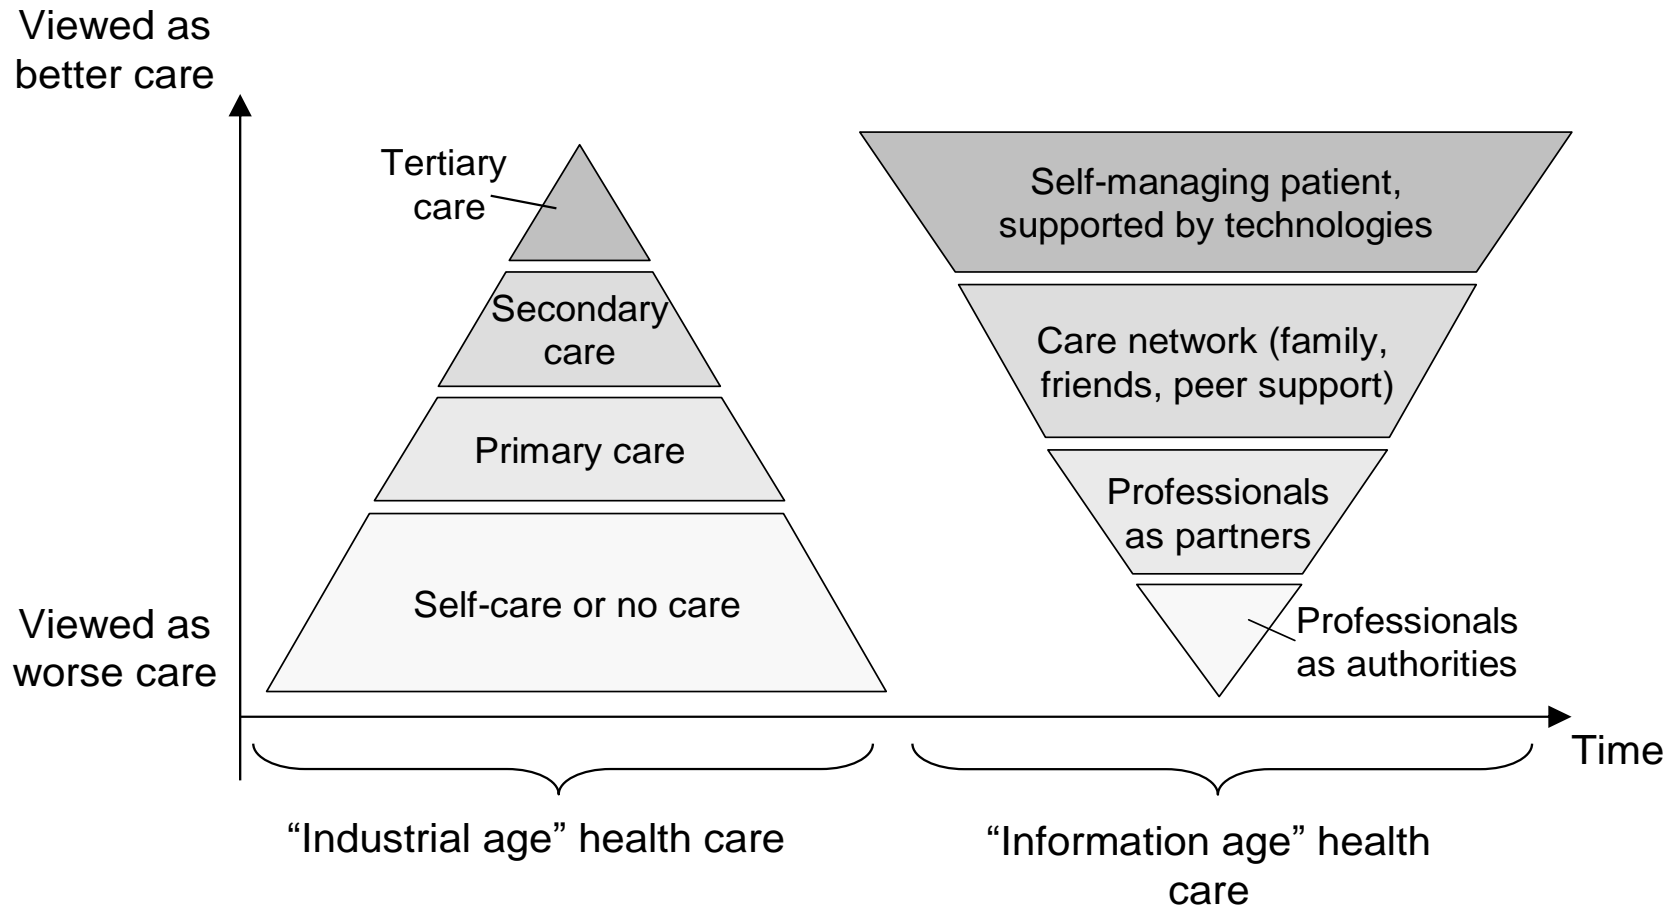 Viewed as
better care
Tertiary
care
Secondary
care
Primary care
Self-care or no care
Viewed as
worse care
Self-managing patient,
supported by technologies
Care network (family,
friends, peer support)
Professionals
as partners
Professionals
as authorities
Time
“Industrial age” health care
“Information age” health
care